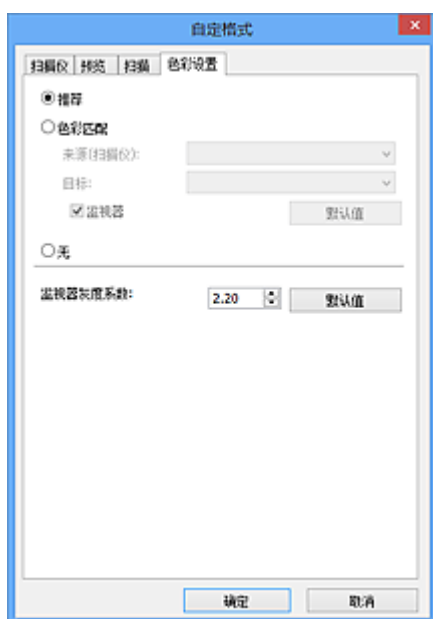 自定格式
扫描仪 预览 扫描 色彩设置
推荐
色彩匹配
来源(扫描仪):
目标:
监视器 默认值
无
监视器灰度系数: 2.20 默认值
确定 取消